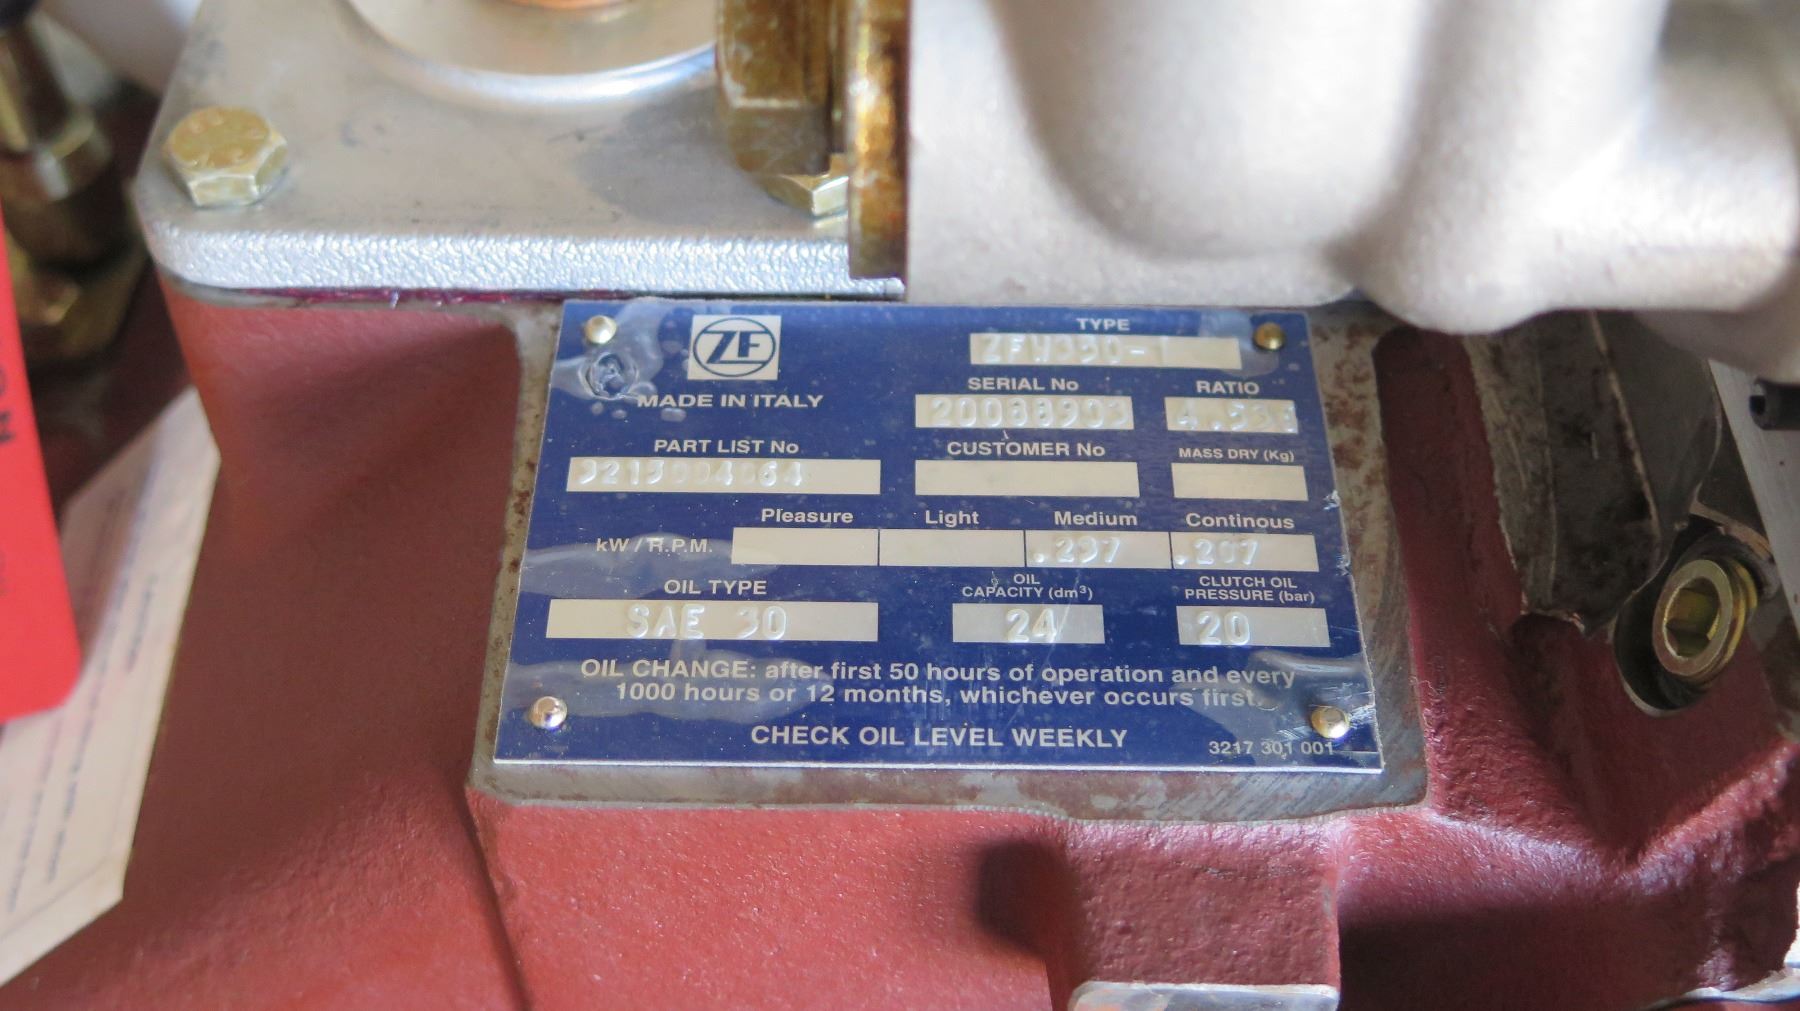 ZF
TYPE
MADE IN ITALY
SERIAL No
RATIO
PART LIST No
CUSTOMER No
MASS DRY (Kg)
Pleasure Light Medium Continous
kW / R.P.M. .297
OIL TYPE
OIL CAPACITY (dm³)
CLUTCH OIL PRESSURE (bar)
SAE 30 24 20
OIL CHANGE: after first 50 hours of operation and every
1000 hours or 12 months, whichever occurs first.
CHECK OIL LEVEL WEEKLY
3217 301 001